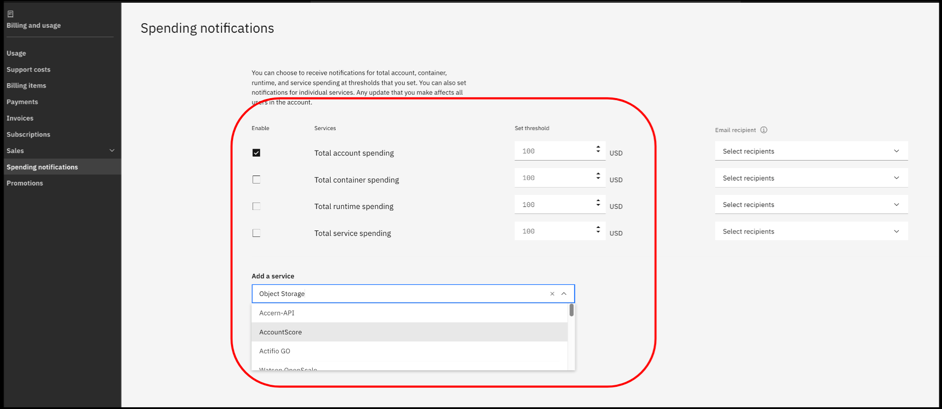 Billing and usage
Usage
Support costs
Billing items
Payments
Invoices
Subscriptions
Sales
Spending notifications
Promotions
Spending notifications
You can choose to receive notifications for total account, container,
runtime, and service spending at thresholds that you set. You can also set
notifications for individual services. Any update that you make affects all
users in the account.
Enable Services Set threshold Email recipient
Total account spending 100 USD Select recipients
Total container spending 100 USD Select recipients
Total runtime spending 100 USD Select recipients
Total service spending 100 USD Select recipients
Add a service
Object Storage
Accern-API
AccountScore
Actifio GO
Watson OpenScale